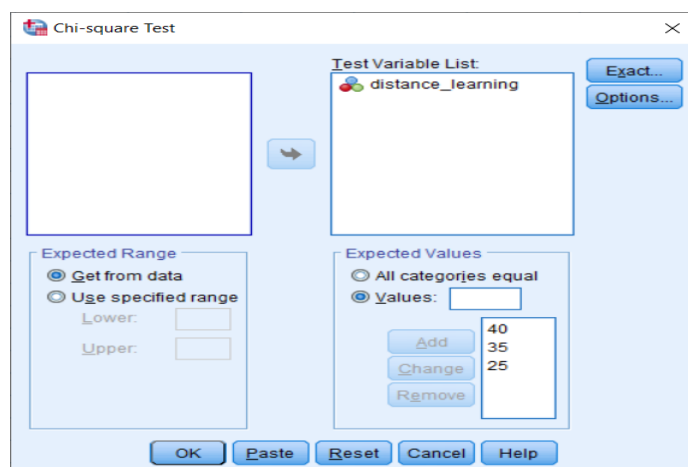 Chi-square Test
Test Variable List:
distance_learning
Exact...
Options...
Expected Range
Get from data
Use specified range
Lower:
Upper:
Expected Values
All categories equal
Values:
Add
Change
Remove
40
35
25
OK
Paste
Reset
Cancel
Help